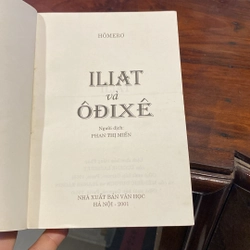 HÔMERƠ
ILIAT
và
ÔĐIXÊ
Người dịch:
PHAN THỊ MIẾN
NHÀ XUẤT BẢN VĂN HỌC
HÀ NỘI - 2001